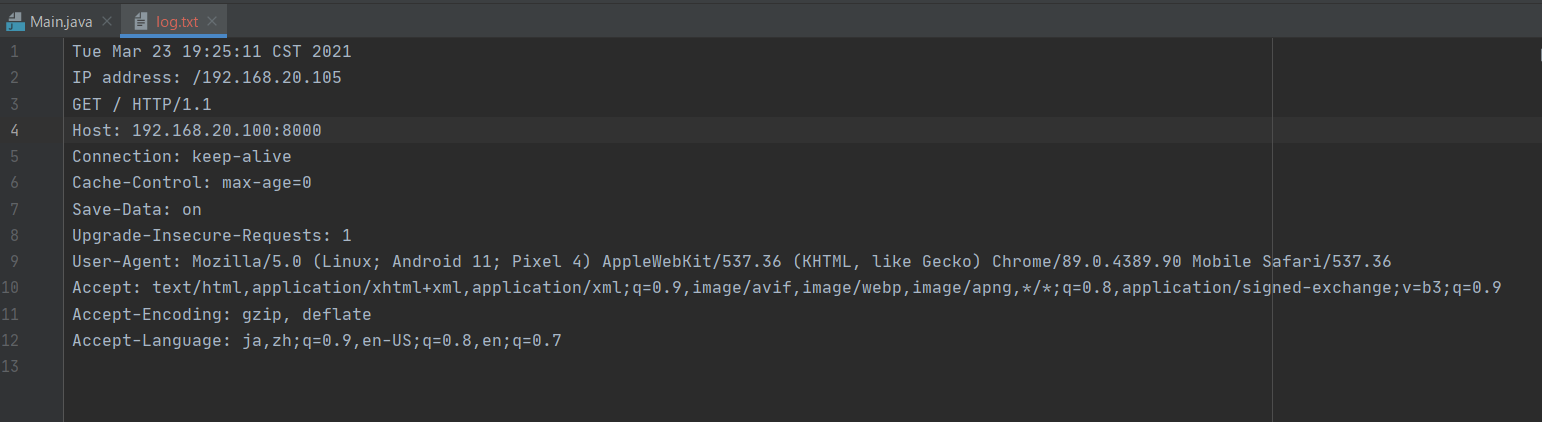 Main.java
log.txt
1 Tue Mar 23 19:25:11 CST 2021
2 IP address: /192.168.20.105
3 GET / HTTP/1.1
4 Host: 192.168.20.100:8000
5 Connection: keep-alive
6 Cache-Control: max-age=0
7 Save-Data: on
8 Upgrade-Insecure-Requests: 1
9 User-Agent: Mozilla/5.0 (Linux; Android 11; Pixel 4) AppleWebKit/537.36 (KHTML, like Gecko) Chrome/89.0.4389.90 Mobile Safari/537.36
10 Accept: text/html,application/xhtml+xml,application/xml;q=0.9,image/avif,image/webp,image/apng,*/*;q=0.8,application/signed-exchange;v=b3;q=0.9
11 Accept-Encoding: gzip, deflate
12 Accept-Language: ja,zh;q=0.9,en-US;q=0.8,en;q=0.7
13